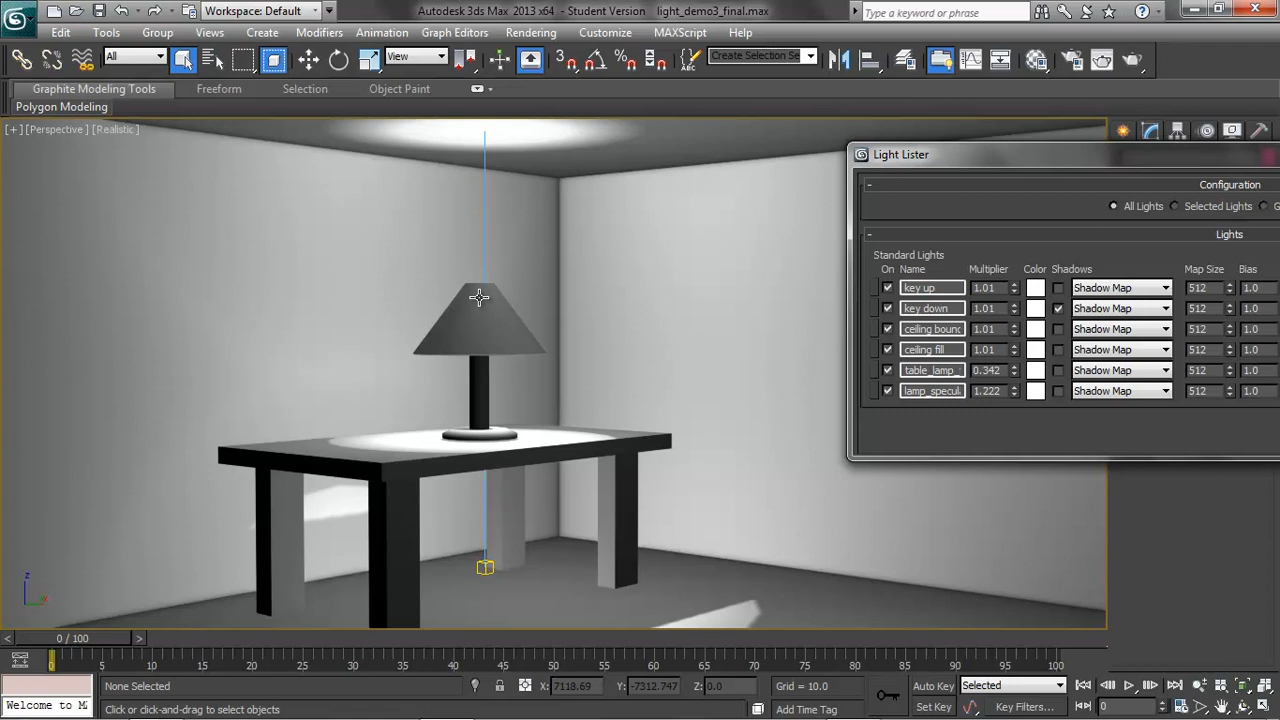 Workspace: Default
Autodesk 3ds Max 2013 x64 - Student Version light_demo3_final.max
Type a keyword or phrase
Edit Tools Group Views Create Modifiers Animation Graph Editors Rendering Customize MAXScript Help
All View 3 Create Selection Se
Graphite Modeling Tools Freeform Selection Object Paint
Polygon Modeling
[+] [Perspective] [Realistic]
Light Lister
Configuration
All Lights Selected Lights G
Lights
Standard Lights
On Name Multiplier Color Shadows Map Size Bias
key up 1.01 Shadow Map 512 1.0
key down 1.01 Shadow Map 512 1.0
ceiling bounc 1.01 Shadow Map 512 1.0
ceiling fill 1.01 Shadow Map 512 1.0
table_lamp_ 0.342 Shadow Map 512 1.0
lamp_specul 1.222 Shadow Map 512 1.0
z
0 / 100
0 5 10 15 20 25 30 35 40 45 50 55 60 65 70 75 80 85 90 95 100
None Selected X: 7118.69 Y: -7312.747 Z: 0.0 Grid = 10.0 Auto Key Selected
Welcome to M Click or click-and-drag to select objects Add Time Tag Set Key Key Filters... 0